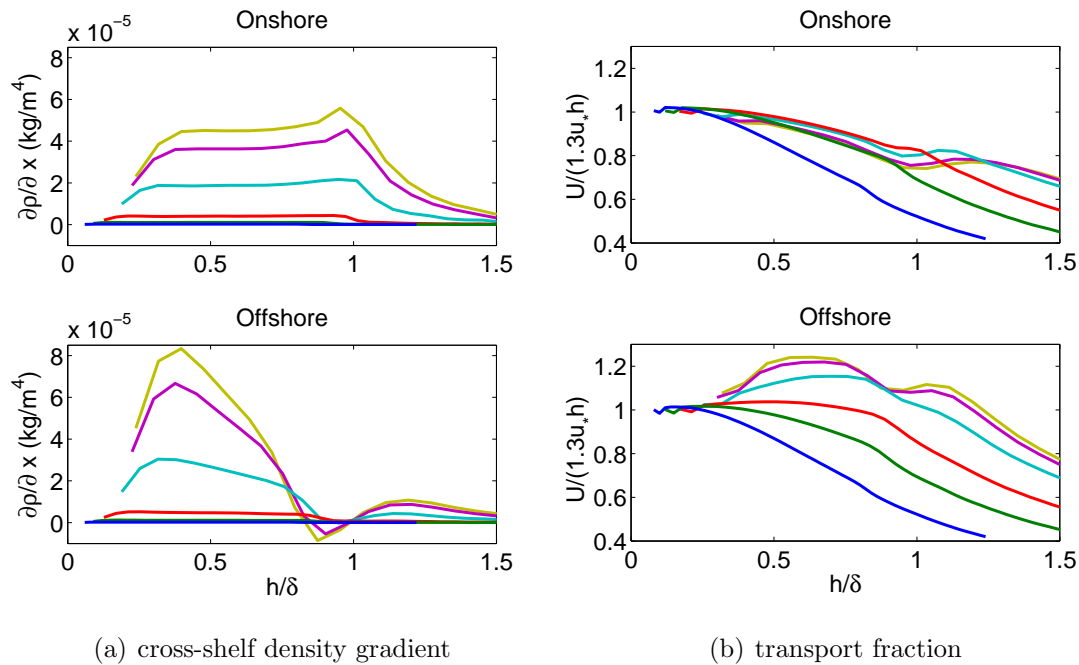 Onshore
x 10⁻⁵
∂ρ/∂ x (kg/m⁴)
8
6
4
2
0
0 0.5 1 1.5
Offshore
x 10⁻⁵
∂ρ/∂ x (kg/m⁴)
8
6
4
2
0
0 0.5 1 1.5
h/δ
(a) cross-shelf density gradient
Onshore
U/(1.3u*h)
1.2
1
0.8
0.6
0.4
0 0.5 1 1.5
Offshore
U/(1.3u*h)
1.2
1
0.8
0.6
0.4
0 0.5 1 1.5
h/δ
(b) transport fraction